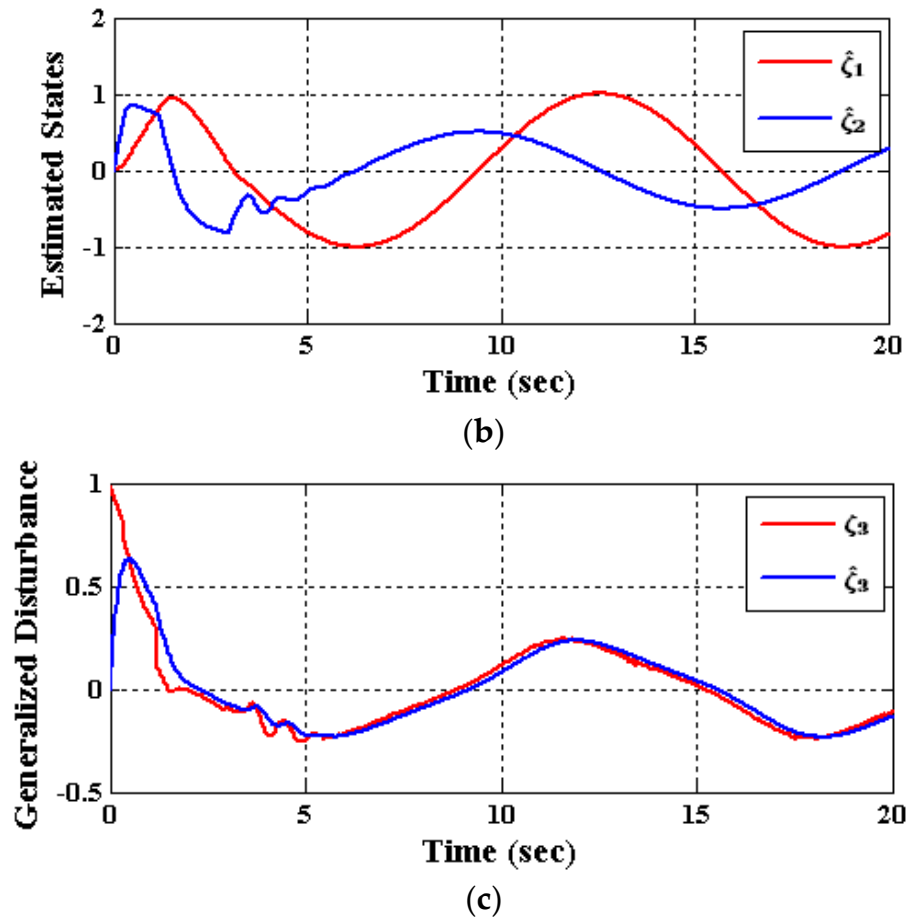 Estimated States
2
1
0
-1
-2
ζ̂₁
ζ̂₂
0 5 10 15 20
Time (sec)
(b)
Generalized Disturbance
1
0.5
0
-0.5
ζ₃
ζ̂₃
0 5 10 15 20
Time (sec)
(c)